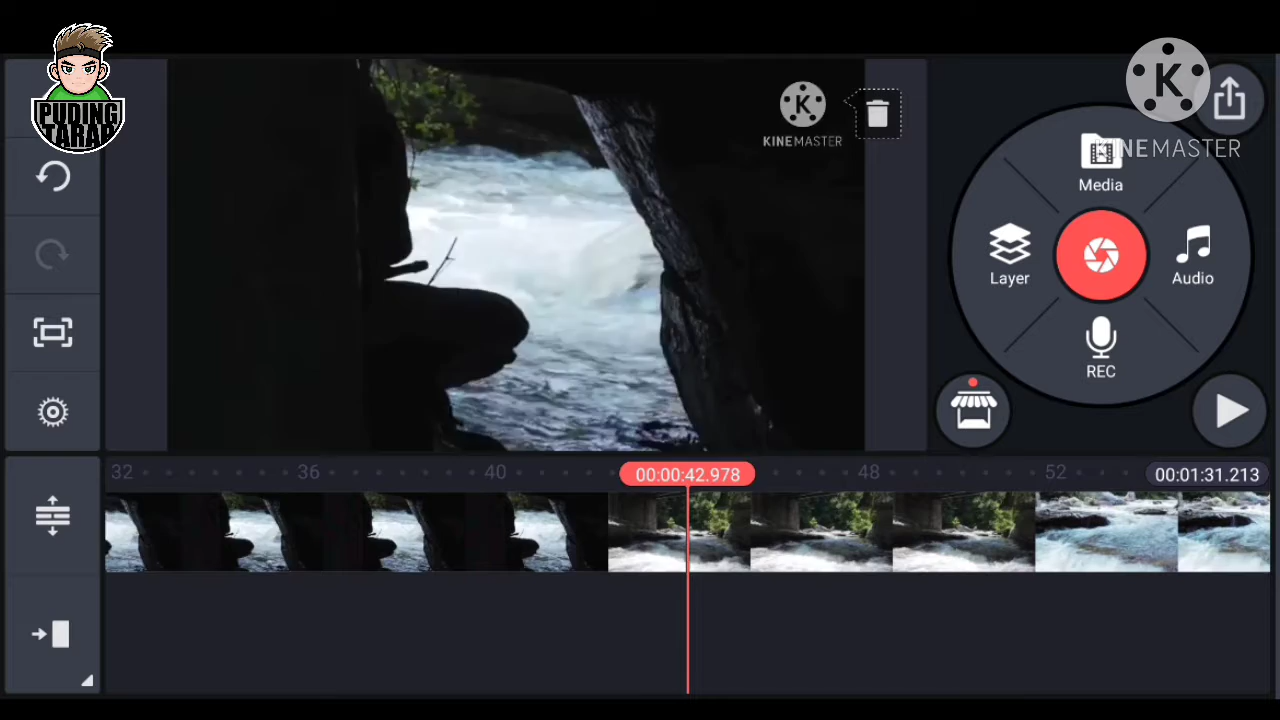 PUDING
TARAP
K
KINEMASTER
K
KINEMASTER
Media
Layer
Audio
REC
32
36
40
00:00:42.978
48
52
00:01:31.213